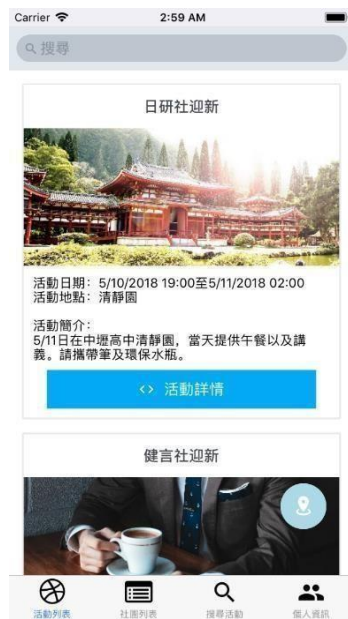 Carrier 2:59 AM
搜尋
日研社迎新
活動日期：5/10/2018 19:00至5/11/2018 02:00
活動地點：清靜園
活動簡介：
5/11日在中壢高中清靜園，當天提供午餐以及講
義。請攜帶筆及環保水瓶。
<> 活動詳情
健言社迎新
活動列表 社團列表 搜尋活動 個人資訊